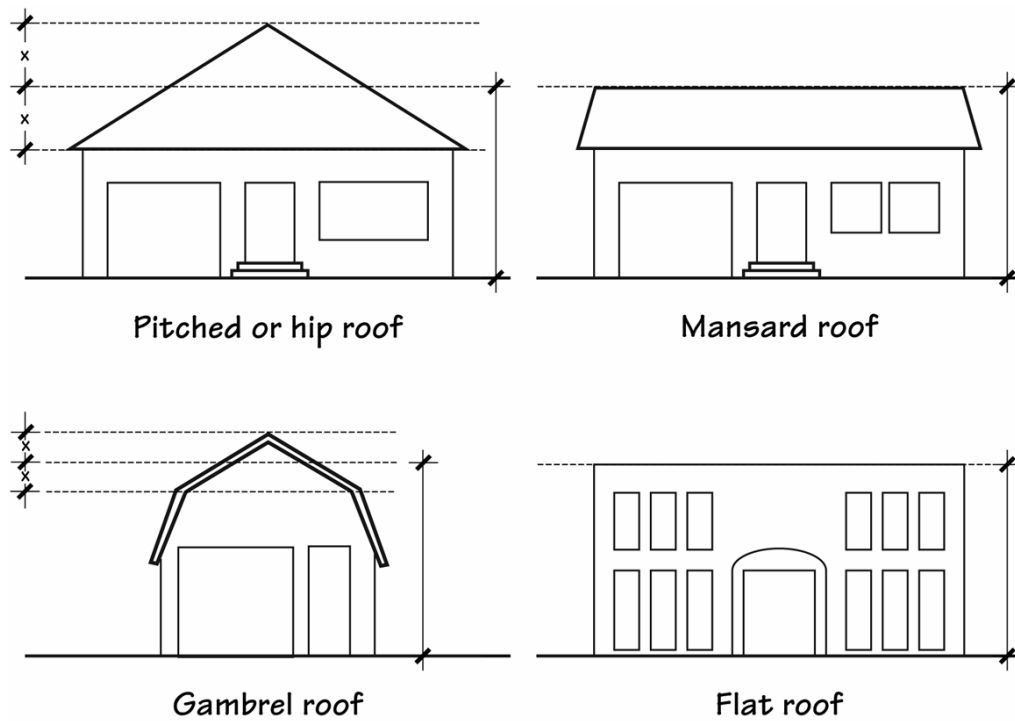 x
x
Pitched or hip roof
Mansard roof
x
x
Gambrel roof
Flat roof